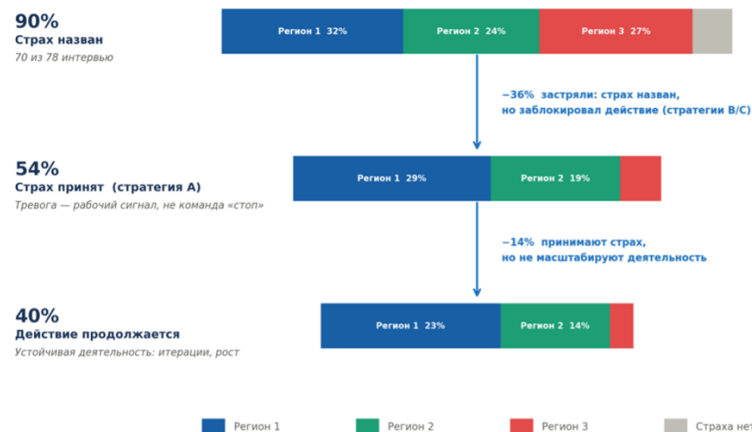 90%
Страх назван
70 из 78 интервью
Регион 1 32%
Регион 2 24%
Регион 3 27%
−36% застряли: страх назван,
но заблокировал действие (стратегии B/C)
54%
Страх принят (стратегия А)
Тревога — рабочий сигнал, не команда «стоп»
Регион 1 29%
Регион 2 19%
−14% принимают страх,
но не масштабируют деятельность
40%
Действие продолжается
Устойчивая деятельность: итерации, рост
Регион 1 23%
Регион 2 14%
Регион 1
Регион 2
Регион 3
Страха нет